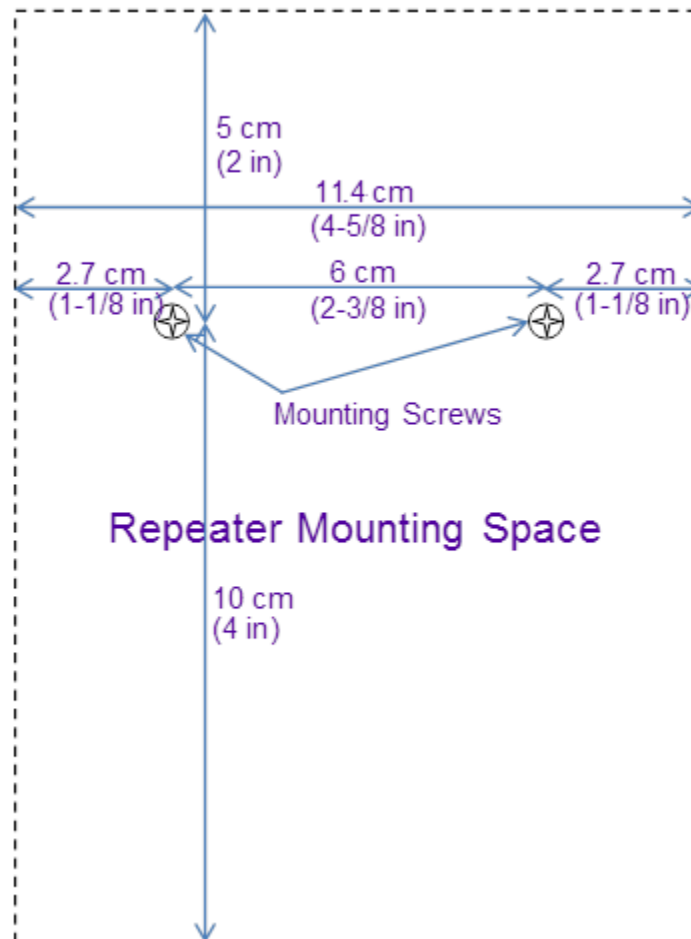 5 cm
(2 in)
11.4 cm
(4-5/8 in)
2.7 cm
(1-1/8 in)
6 cm
(2-3/8 in)
2.7 cm
(1-1/8 in)
Mounting Screws
Repeater Mounting Space
10 cm
(4 in)